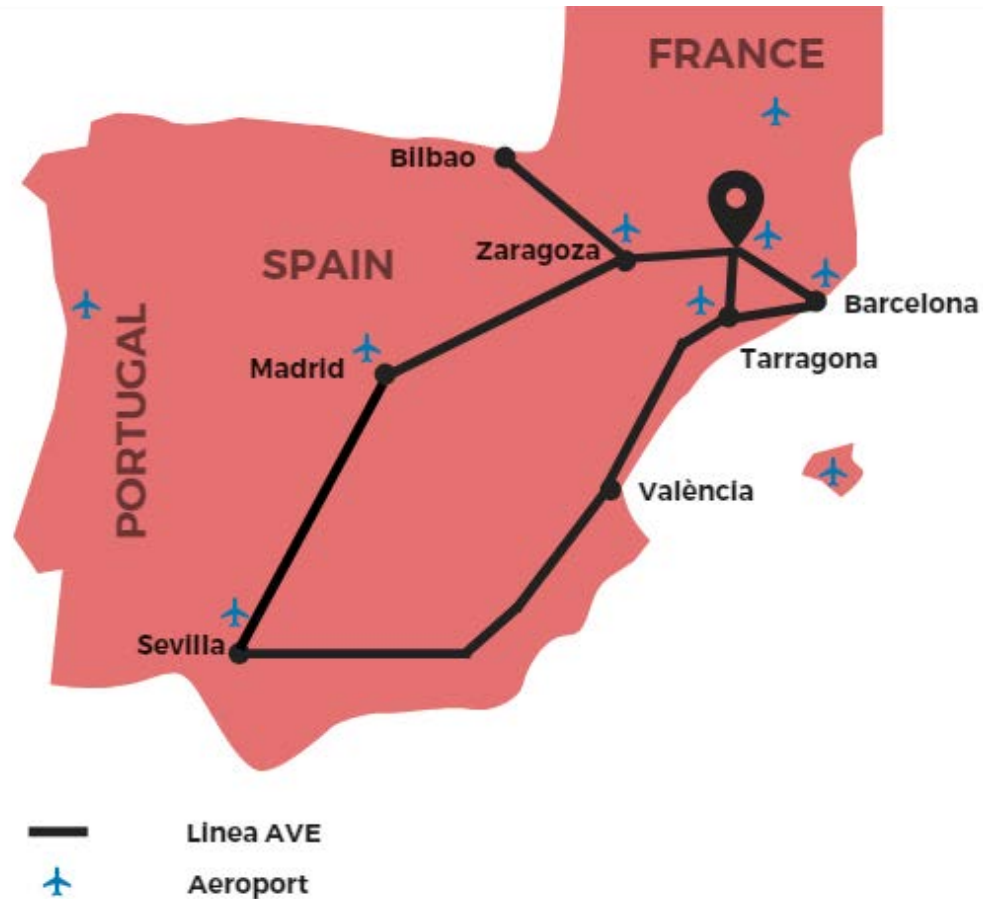 FRANCE
Bilbao
Zaragoza
SPAIN
Barcelona
PORTUGAL
Madrid
Tarragona
València
Sevilla
Linea AVE
Aeroport